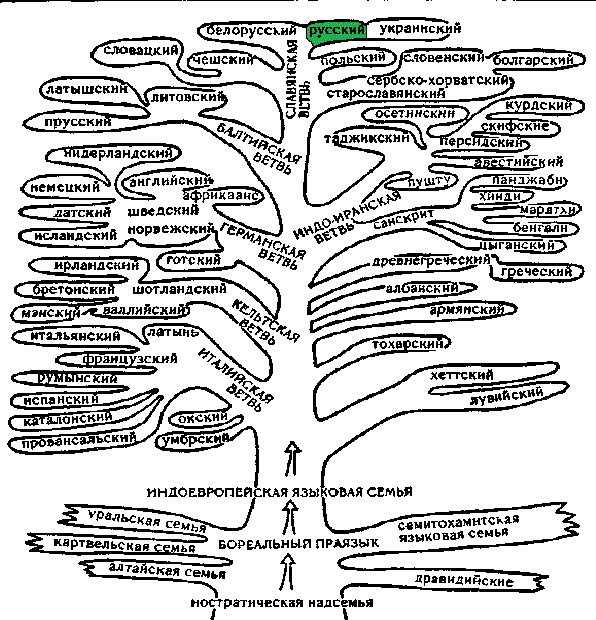 белорусский русский украинский
словацкий
чешский
СЛАВЯНСКАЯ
ВЕТВЬ
польский словенский
болгарский
сербско-хорватский
старославянский
латышский
литовский
прусский
БАЛТИЙСКАЯ
ВЕТВЬ
осетинский
курдский
таджикский
скифские
персидский
авестийский
нидерландский
немецкий
английский
африкаанс
датский шведский
исландский норвежский
ГЕРМАНСКАЯ
ВЕТВЬ
ИНДО-ИРАНСКАЯ
ВЕТВЬ
пушту
панджаби
хинди
маратхи
бенгали
санскрит
цыганский
готский
ирландский
бретонский шотландский
мэнский валлийский
КЕЛЬТСКАЯ
ВЕТВЬ
древнегреческий
греческий
албанский
армянский
тохарский
итальянский латынь
французский
румынский
испанский
каталонский
провансальский
ИТАЛИЙСКАЯ
ВЕТВЬ
окский
умбрский
хеттский
лувийский
ИНДОЕВРОПЕЙСКАЯ ЯЗЫКОВАЯ СЕМЬЯ
уральская семья
картвельская семья
алтайская семья
БОРЕАЛЬНЫЙ ПРАЯЗЫК
семитохамитская
языковая семья
дравидийские
ностратическая надсемья